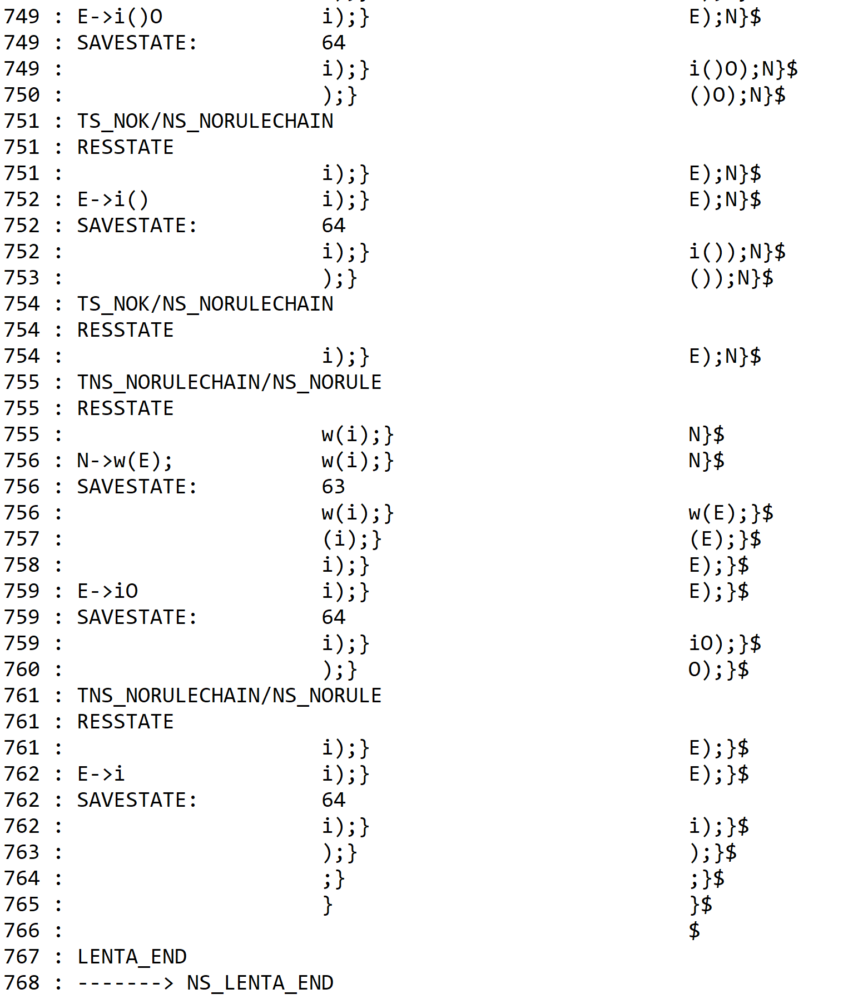 749 : E->i()O             i);}                          E);N}$
749 : SAVESTATE:          64
749 :                     i);}                          i()O);N}$
750 :                     );}                           ()O);N}$
751 : TS_NOK/NS_NORULECHAIN
751 : RESSTATE
751 :                     i);}                          E);N}$
752 : E->i()              i);}                          E);N}$
752 : SAVESTATE:          64
752 :                     i);}                          i());N}$
753 :                     );}                           ());N}$
754 : TS_NOK/NS_NORULECHAIN
754 : RESSTATE
754 :                     i);}                          E);N}$
755 : TNS_NORULECHAIN/NS_NORULE
755 : RESSTATE
755 :                     w(i);}                        N}$
756 : N->w(E);            w(i);}                        N}$
756 : SAVESTATE:          63
756 :                     w(i);}                        w(E);}$
757 :                     (i);}                         (E);}$
758 :                     i);}                          E);}$
759 : E->iO               i);}                          E);}$
759 : SAVESTATE:          64
759 :                     i);}                          iO);}$
760 :                     );}                           O);}$
761 : TNS_NORULECHAIN/NS_NORULE
761 : RESSTATE
761 :                     i);}                          E);}$
762 : E->i                i);}                          E);}$
762 : SAVESTATE:          64
762 :                     i);}                          i);}$
763 :                     );}                           );}$
764 :                     ;}                            ;}$
765 :                     }                             }$
766 :                                                   $
767 : LENTA_END
768 : -------> NS_LENTA_END